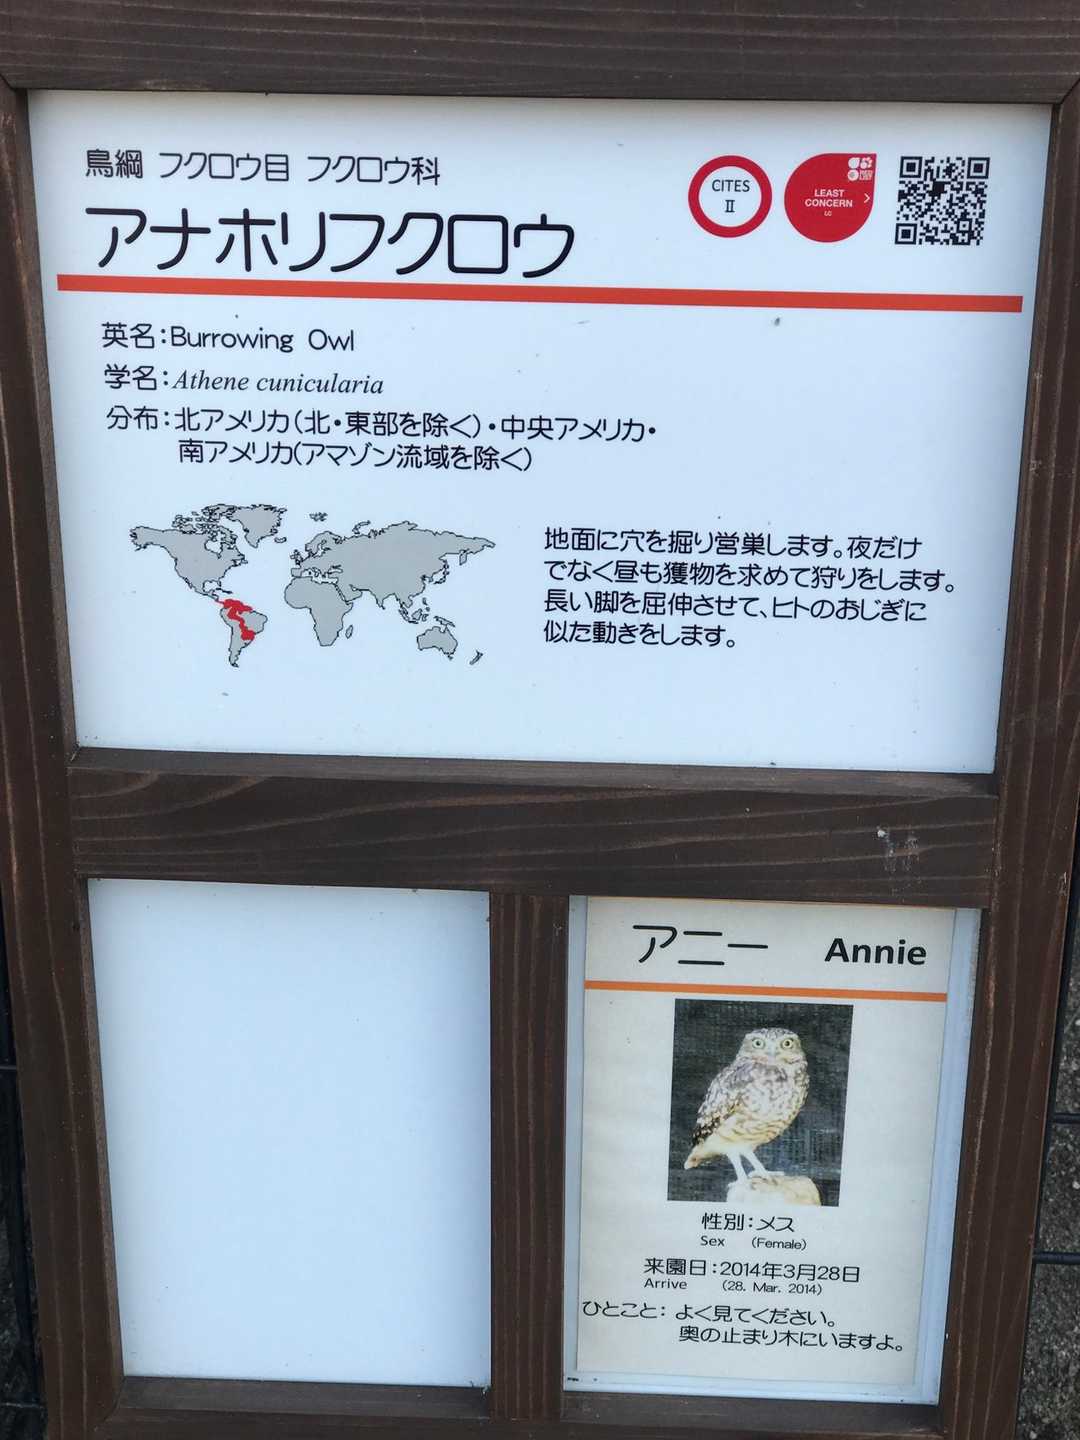 鳥綱 フクロウ目 フクロウ科
アナホリフクロウ
CITES
II
LEAST
CONCERN
LC
英名：Burrowing Owl
学名：Athene cunicularia
分布：北アメリカ（北・東部を除く）・中央アメリカ・
南アメリカ（アマゾン流域を除く）
地面に穴を掘り営巣します。夜だけ
でなく昼も獲物を求めて狩りをします。
長い脚を屈伸させて、ヒトのおじぎに
似た動きをします。
アニー Annie
性別：メス
Sex （Female）
来園日：2014年3月28日
Arrive （28. Mar. 2014）
ひとこと：よく見てください。
奥の止まり木にいますよ。